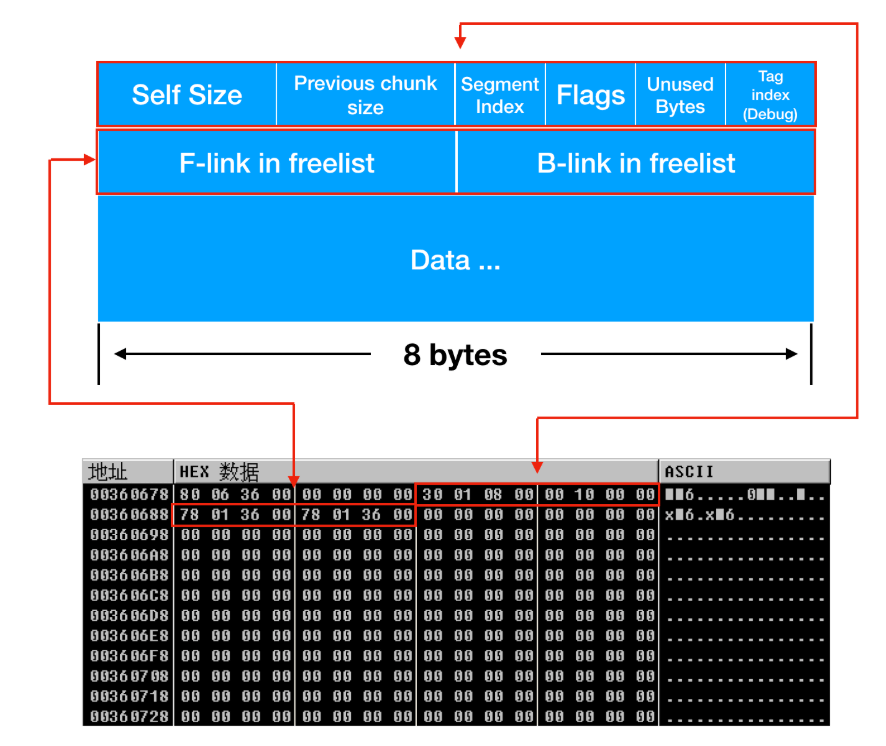 Self Size
Previous chunk
size
Segment
Index
Flags
Unused
Bytes
Tag
index
(Debug)
F-link in freelist
B-link in freelist
Data ...
8 bytes
地址 HEX 数据 ASCII
00360678 80 06 36 00 00 00 00 00 30 01 08 00 00 10 00 00 ■■6.....0■■..■..
00360688 78 01 36 00 78 01 36 00 00 00 00 00 00 00 00 00 x■6.x■6.........
00360698 00 00 00 00 00 00 00 00 00 00 00 00 00 00 00 00 ................
003606A8 00 00 00 00 00 00 00 00 00 00 00 00 00 00 00 00 ................
003606B8 00 00 00 00 00 00 00 00 00 00 00 00 00 00 00 00 ................
003606C8 00 00 00 00 00 00 00 00 00 00 00 00 00 00 00 00 ................
003606D8 00 00 00 00 00 00 00 00 00 00 00 00 00 00 00 00 ................
003606E8 00 00 00 00 00 00 00 00 00 00 00 00 00 00 00 00 ................
003606F8 00 00 00 00 00 00 00 00 00 00 00 00 00 00 00 00 ................
00360708 00 00 00 00 00 00 00 00 00 00 00 00 00 00 00 00 ................
00360718 00 00 00 00 00 00 00 00 00 00 00 00 00 00 00 00 ................
00360728 00 00 00 00 00 00 00 00 00 00 00 00 00 00 00 00 ................